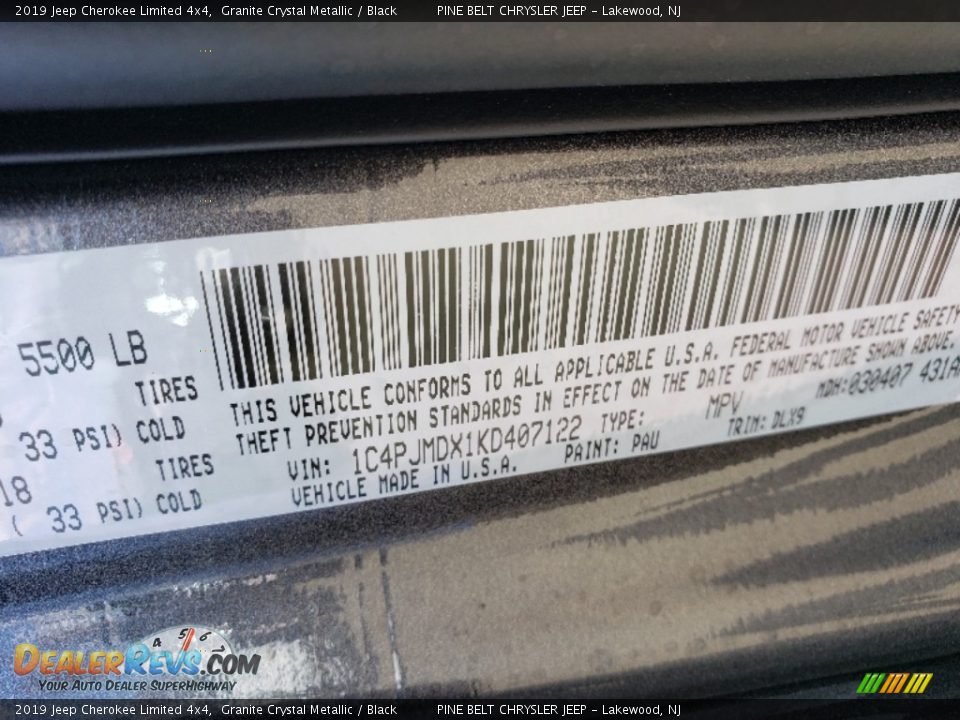 2019 Jeep Cherokee Limited 4x4, Granite Crystal Metallic / Black PINE BELT CHRYSLER JEEP - Lakewood, NJ
5500 LB
TIRES
33 PSI) COLD
18 TIRES
( 33 PSI) COLD
THIS VEHICLE CONFORMS TO ALL APPLICABLE U.S.A. FEDERAL MOTOR VEHICLE SAFETY
THEFT PREVENTION STANDARDS IN EFFECT ON THE DATE OF MANUFACTURE SHOWN ABOVE.
VIN: 1C4PJMDX1KD407122 TYPE: MPV MDH:030407 431A
VEHICLE MADE IN U.S.A. PAINT: PAU TRIM: DLX9
4 5 6
DEALERREVS.COM
YOUR AUTO DEALER SUPERHIGHWAY
2019 Jeep Cherokee Limited 4x4, Granite Crystal Metallic / Black PINE BELT CHRYSLER JEEP - Lakewood, NJ